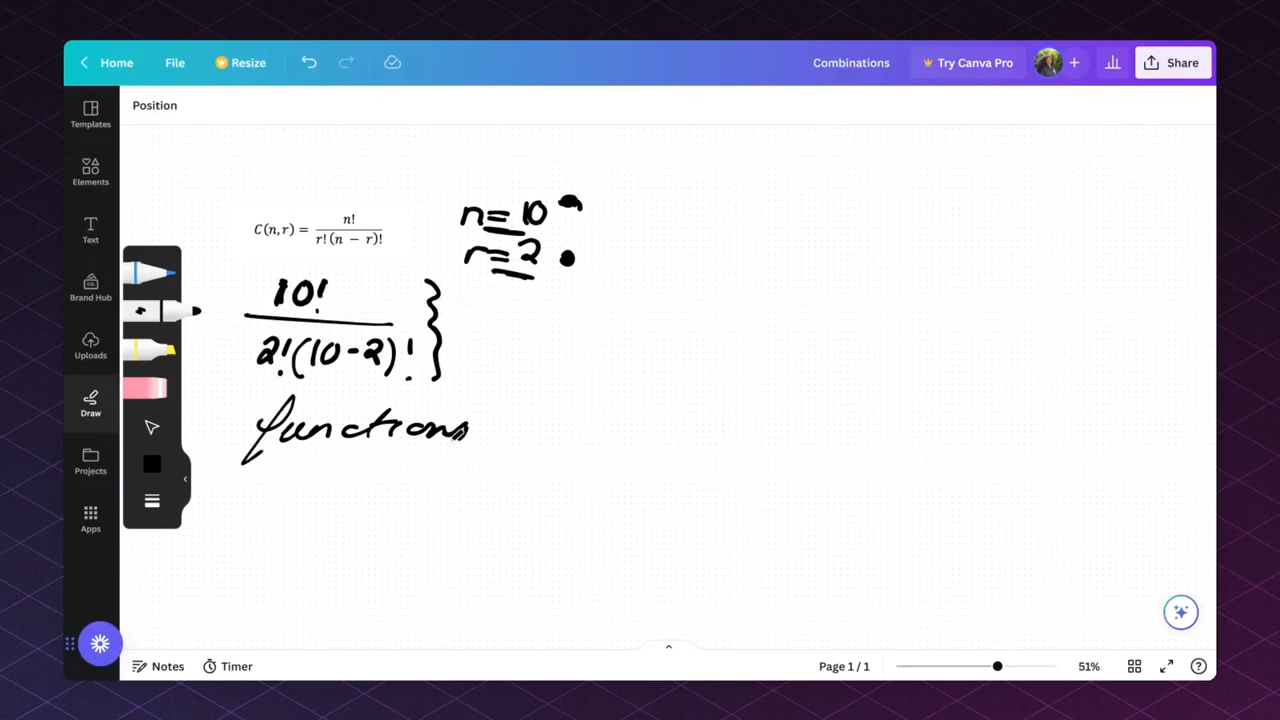 Home File Resize Combinations Try Canva Pro + Share
Templates
Elements
Text
Brand Hub
Uploads
Draw
Projects
Apps
Position
C(n, r) = n! / r! (n − r)!
n = 10
r = 2
10!
2!(10-2)!
functions
Notes Timer Page 1 / 1 51%